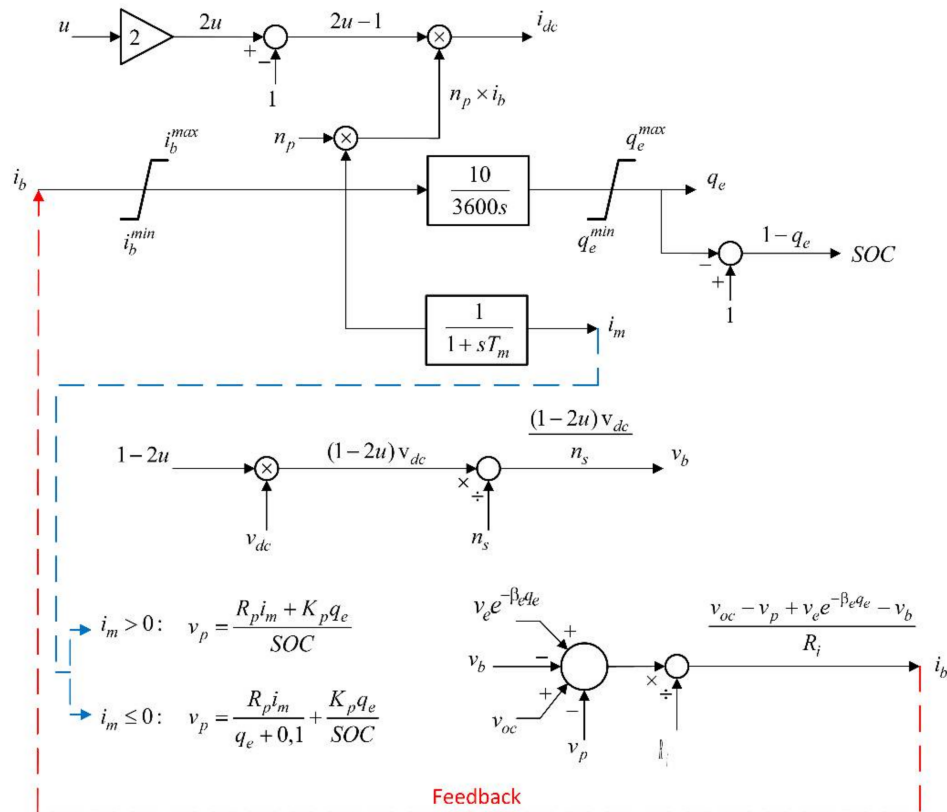 u
2
2u
2u − 1
i_dc
+
−
1
n_p × i_b
n_p
×
×
i_b^max
q_e^max
i_b
10
3600s
q_e
i_b^min
q_e^min
1 − q_e
SOC
−
+
1
1
1 + sT_m
i_m
1 − 2u
×
(1 − 2u) v_dc
(1 − 2u) v_dc
n_s
v_b
×
÷
v_dc
n_s
i_m > 0: v_p = (R_p i_m + K_p q_e) / SOC
i_m ≤ 0: v_p = R_p i_m / (q_e + 0,1) + K_p q_e / SOC
v_e e^{−β_e q_e}
+
v_b
−
+
v_oc
−
v_p
×
÷
v_oc − v_p + v_e e^{−β_e q_e} − v_b
R_i
i_b
Feedback